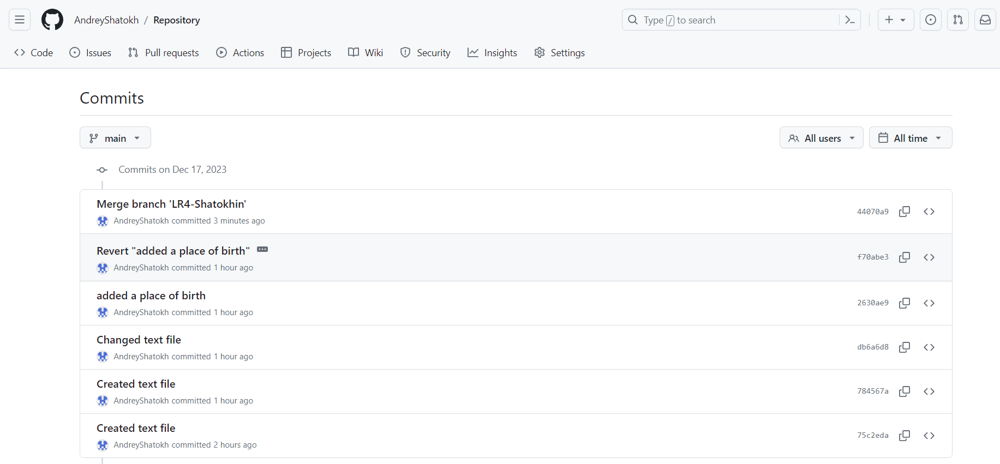 AndreyShatokh / Repository
Type / to search
Code Issues Pull requests Actions Projects Wiki Security Insights Settings
Commits
main All users All time
Commits on Dec 17, 2023
Merge branch 'LR4-Shatokhin'
AndreyShatokh committed 3 minutes ago
44070a9
Revert "added a place of birth"
AndreyShatokh committed 1 hour ago
f70abe3
added a place of birth
AndreyShatokh committed 1 hour ago
2630ae9
Changed text file
AndreyShatokh committed 1 hour ago
db6a6d8
Created text file
AndreyShatokh committed 1 hour ago
784567a
Created text file
AndreyShatokh committed 2 hours ago
75c2eda